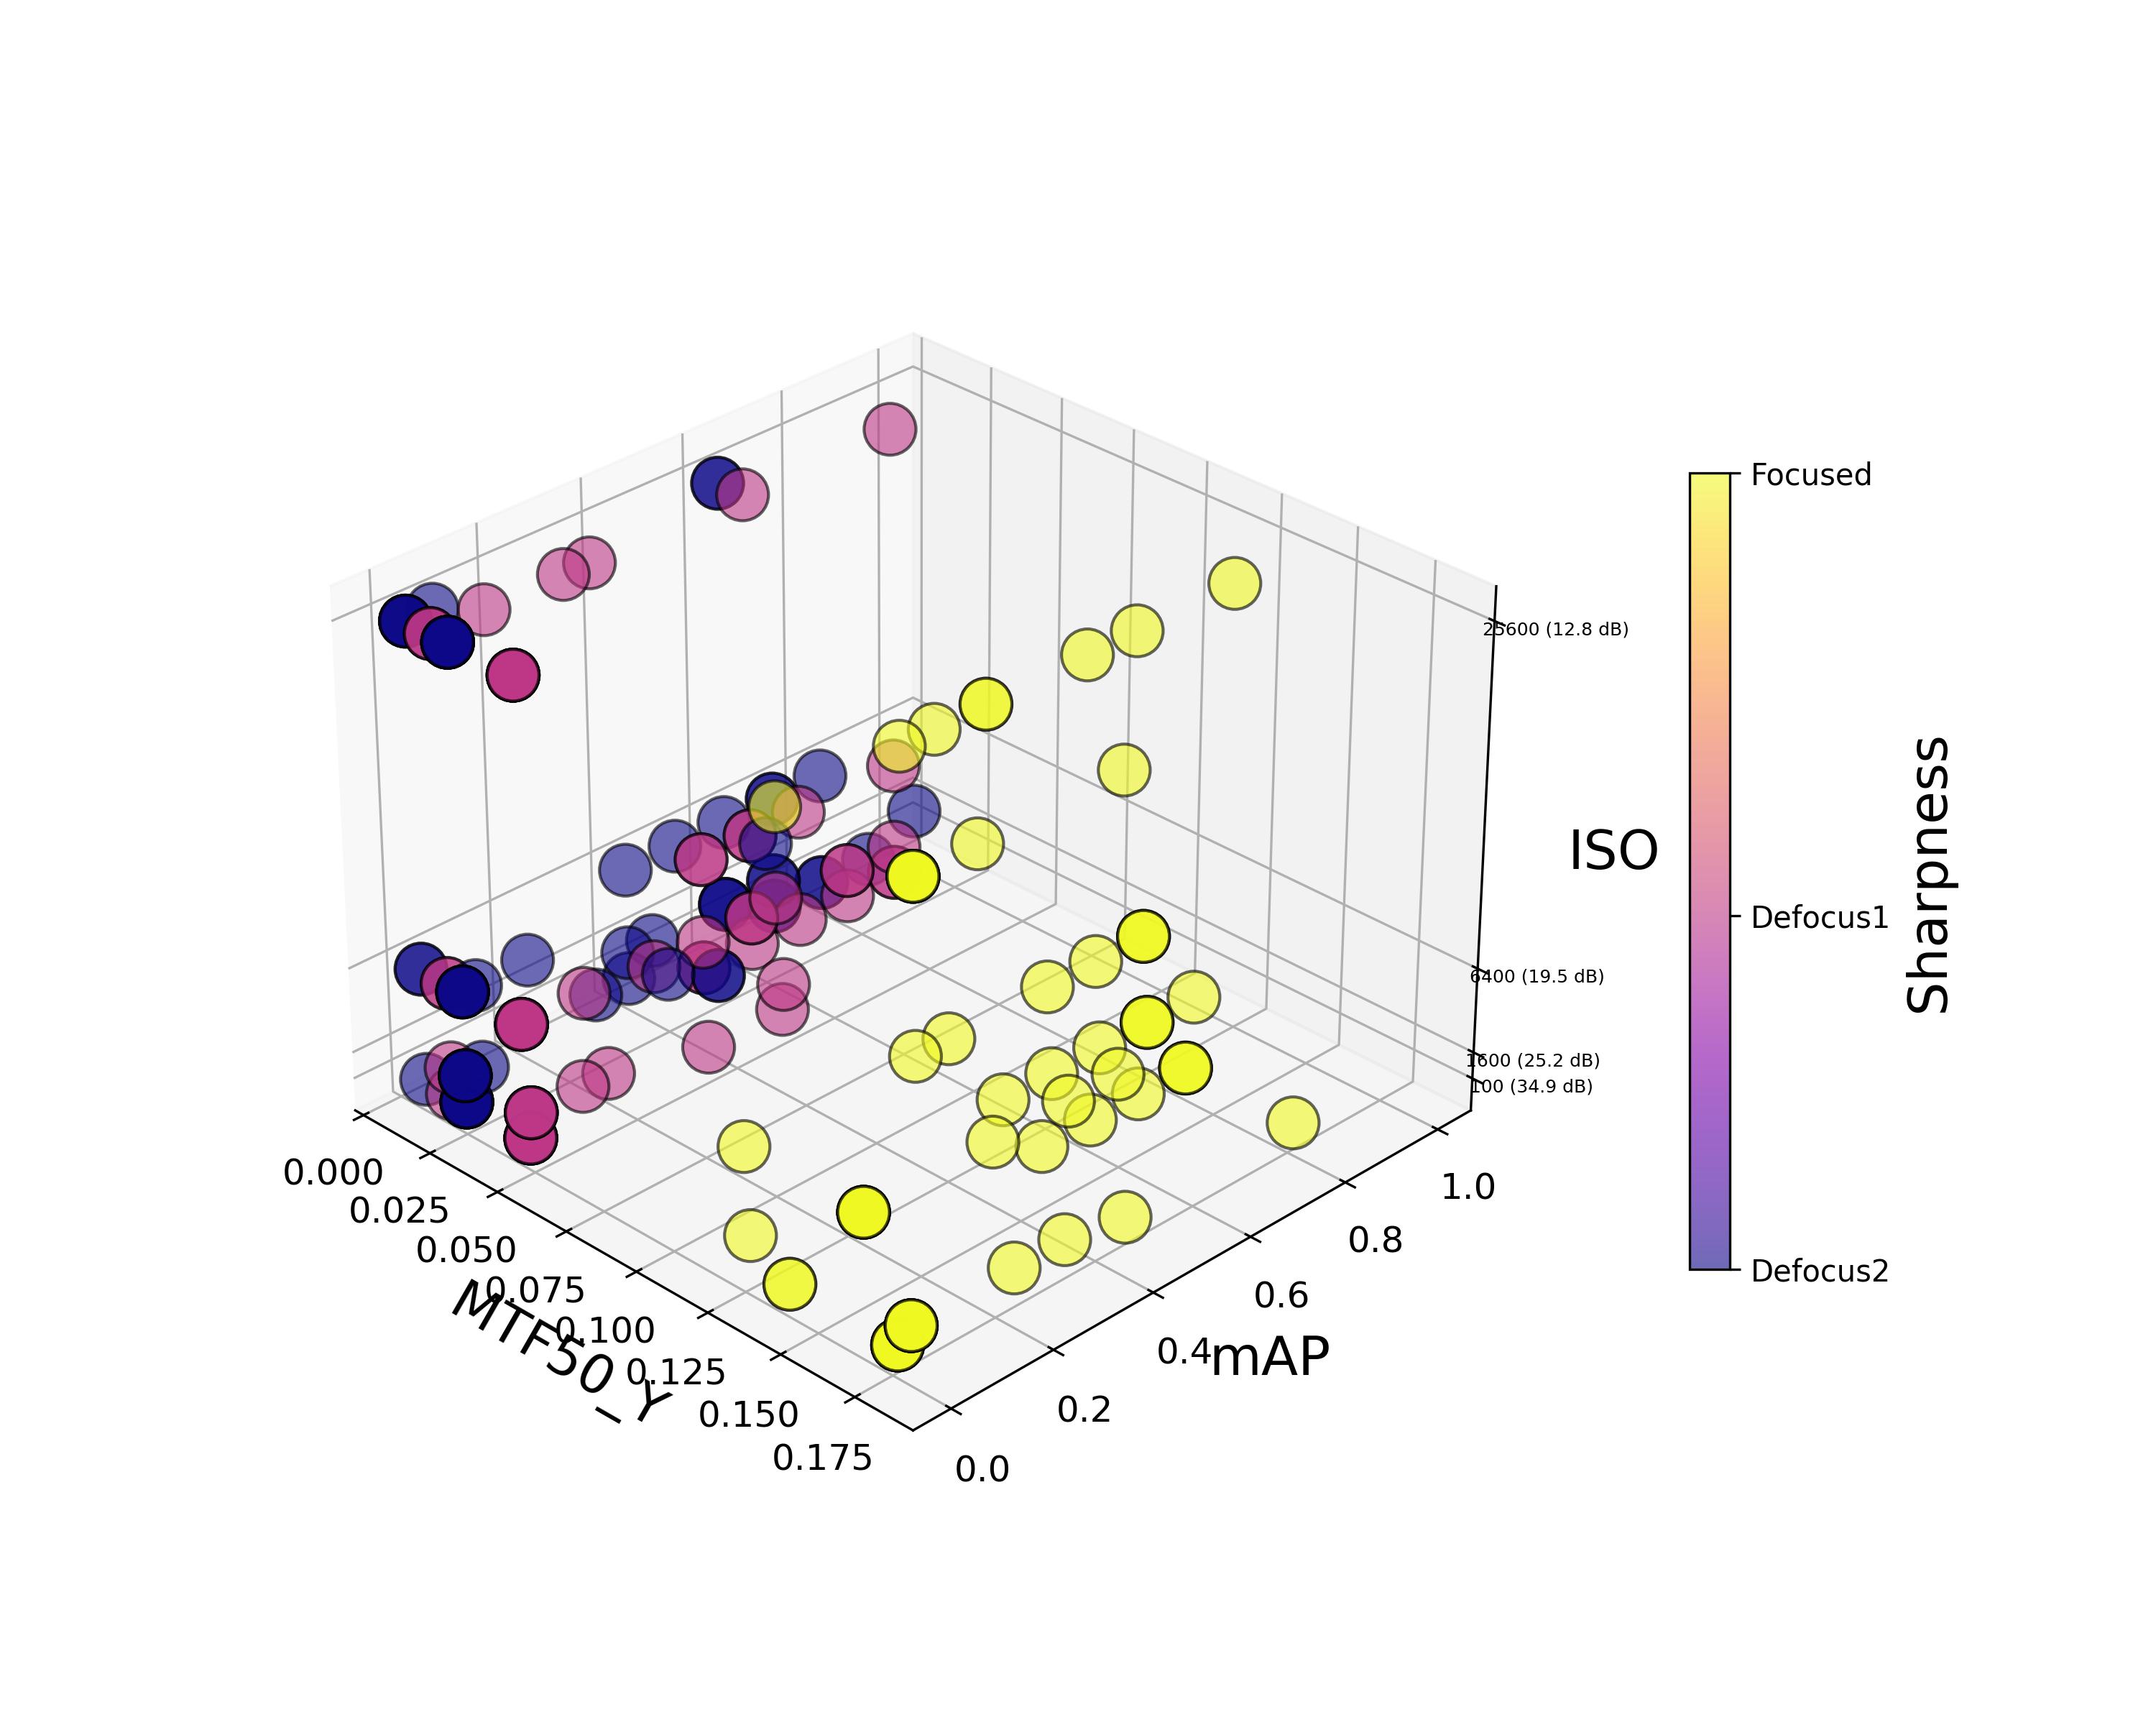 Focused
Defocus1
Defocus2
Sharpness
ISO
25600 (12.8 dB)
6400 (19.5 dB)
1600 (25.2 dB)
100 (34.9 dB)
0.000
0.025
0.050
0.075
0.100
0.125
0.150
0.175
MTF50_Y
0.0
0.2
0.4
0.6
0.8
1.0
mAP